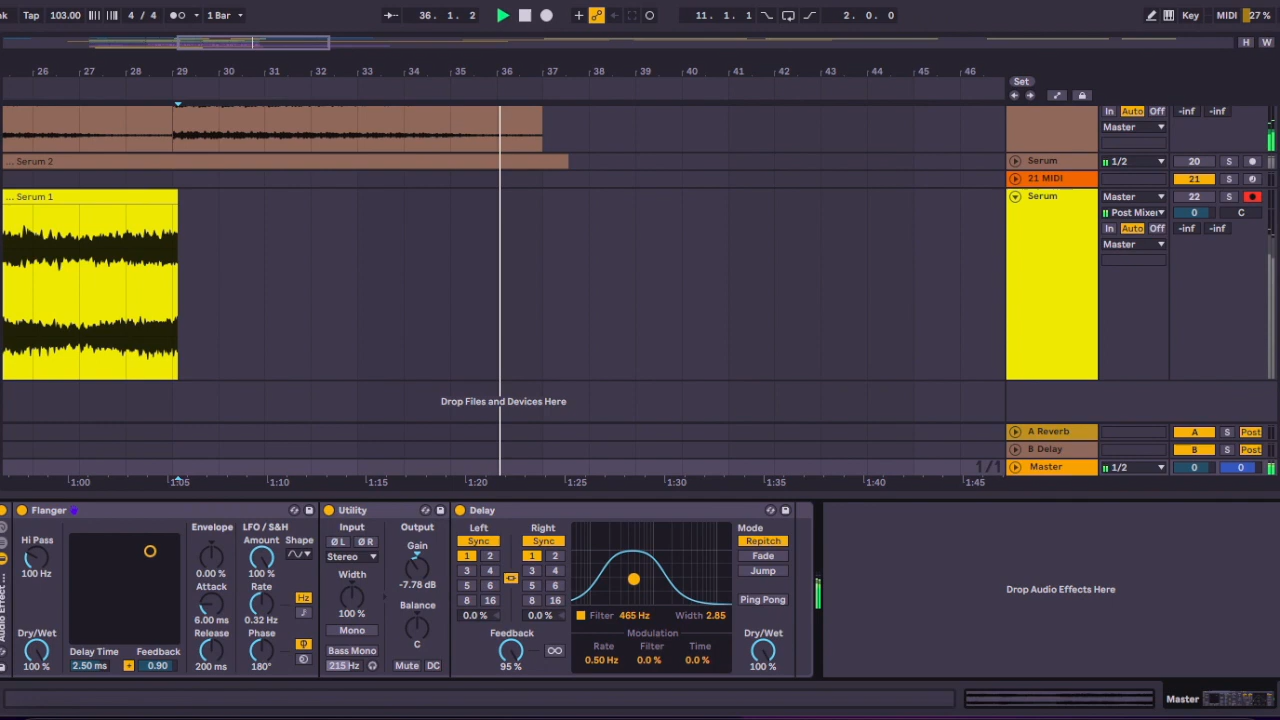 Tap 103.00 4 / 4 1 Bar 36. 1. 2 11. 1. 1 2. 0. 0 Key MIDI 27 %
H W
26 27 28 29 30 31 32 33 34 35 36 37 38 39 40 41 42 43 44 45 46
Set
In Auto Off -inf -inf
Master
... Serum 2 Serum 1/2 20 S
21 MIDI 21 S
... Serum 1 Serum Master 22 S
Post Mixer 0 C
In Auto Off -inf -inf
Master
Drop Files and Devices Here
A Reverb A S Post
B Delay B S Post
1/1 Master 1/2 0 0
1:00 1:05 1:10 1:15 1:20 1:25 1:30 1:35 1:40 1:45
Flanger
Hi Pass
100 Hz
Dry/Wet
100 %
Delay Time
2.50 ms
Feedback
0.90
Envelope
0.00 %
Attack
6.00 ms
Release
200 ms
LFO / S&H
Amount Shape
100 %
Rate Hz
0.32 Hz
Phase
180°
Utility
Input
Ø L Ø R
Stereo
Width
100 %
Mono
Bass Mono
215 Hz
Output
Gain
-7.78 dB
Balance
C
Mute DC
Delay
Left Right
Sync Sync
1 2 1 2
3 4 3 4
5 6 5 6
8 16 8 16
0.0 % 0.0 %
Feedback
95 %
Filter 465 Hz Width 2.85
Modulation
Rate Filter Time
0.50 Hz 0.0 % 0.0 %
Mode
Repitch
Fade
Jump
Ping Pong
Dry/Wet
100 %
Drop Audio Effects Here
Master